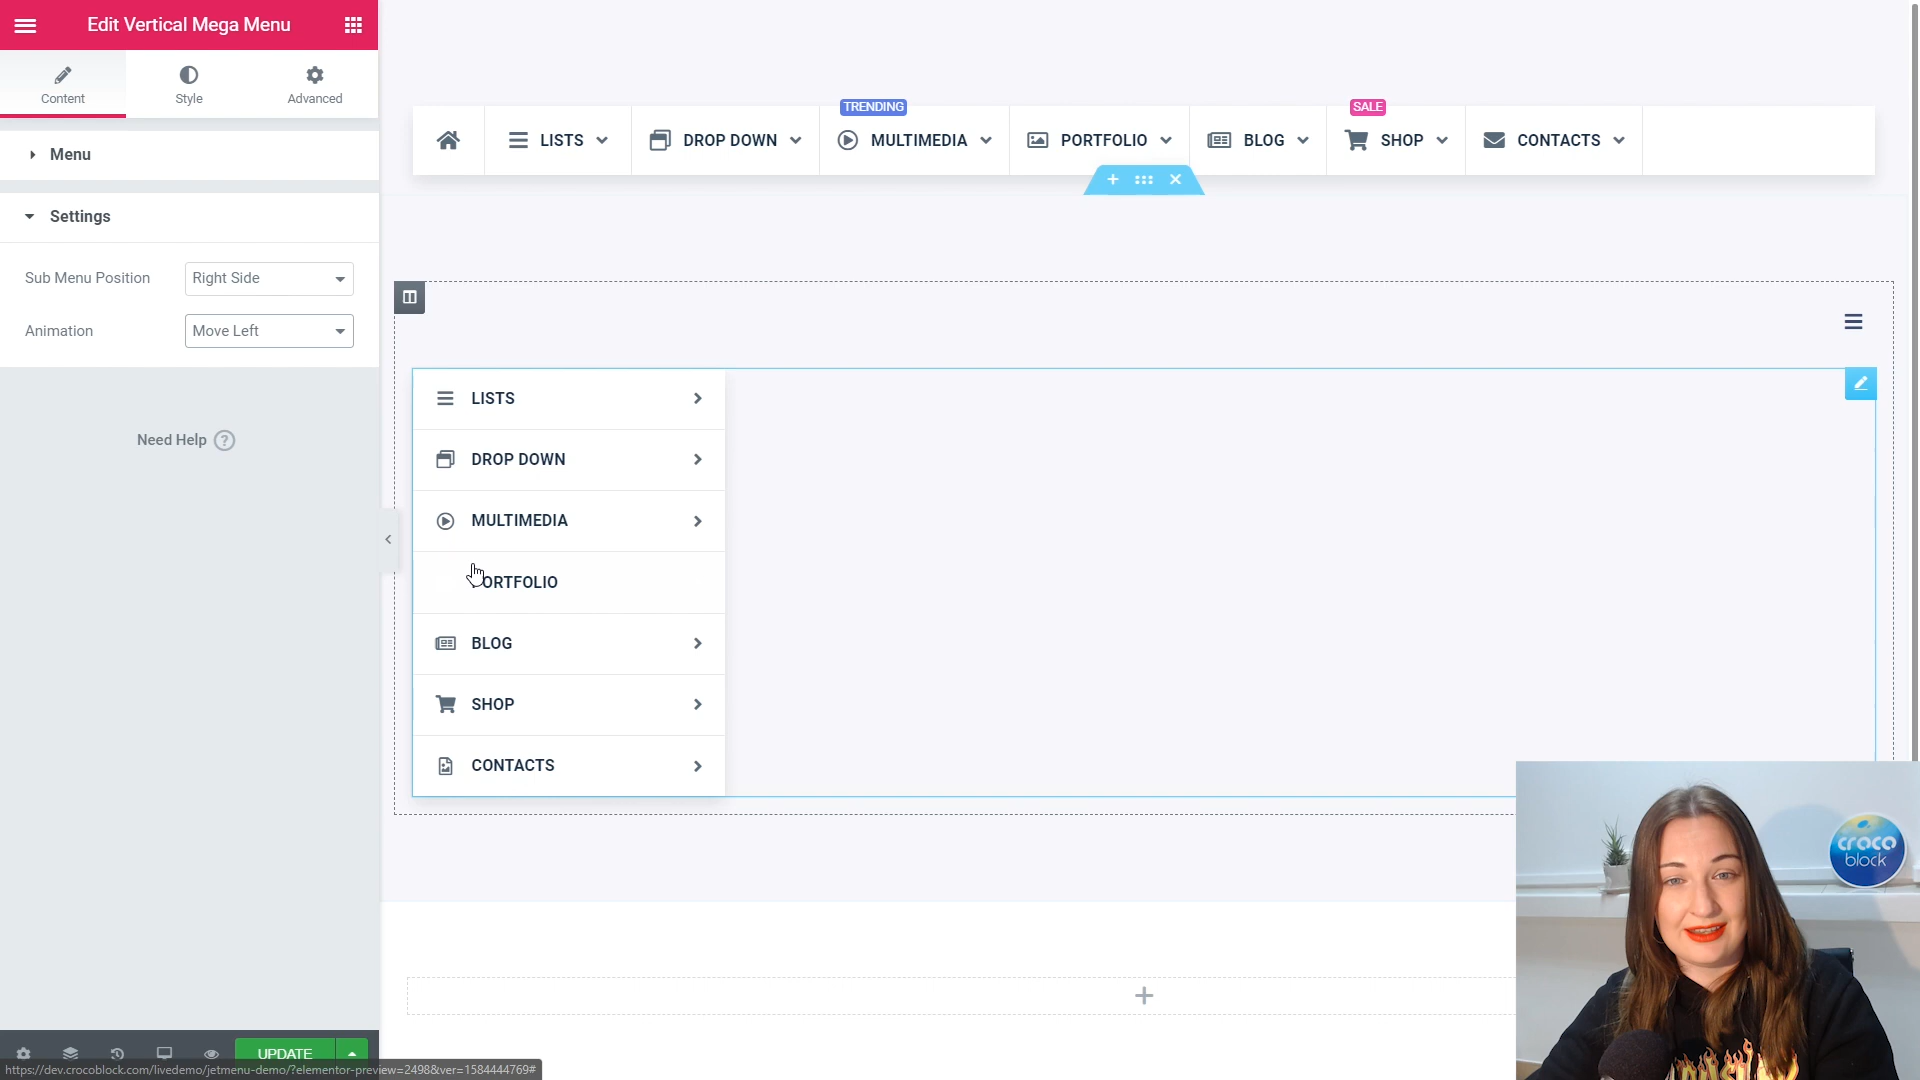 Edit Vertical Mega Menu
Content
Style
Advanced
Menu
Settings
Sub Menu Position
Right Side
Animation
Move Left
Need Help ?
UPDATE
https://dev.crocoblock.com/livedemo/jetmenu-demo/?elementor-preview=2498&ver=1584444769#
TRENDING
SALE
LISTS
DROP DOWN
MULTIMEDIA
PORTFOLIO
BLOG
SHOP
CONTACTS
LISTS
DROP DOWN
MULTIMEDIA
ORTFOLIO
BLOG
SHOP
CONTACTS
croco
block